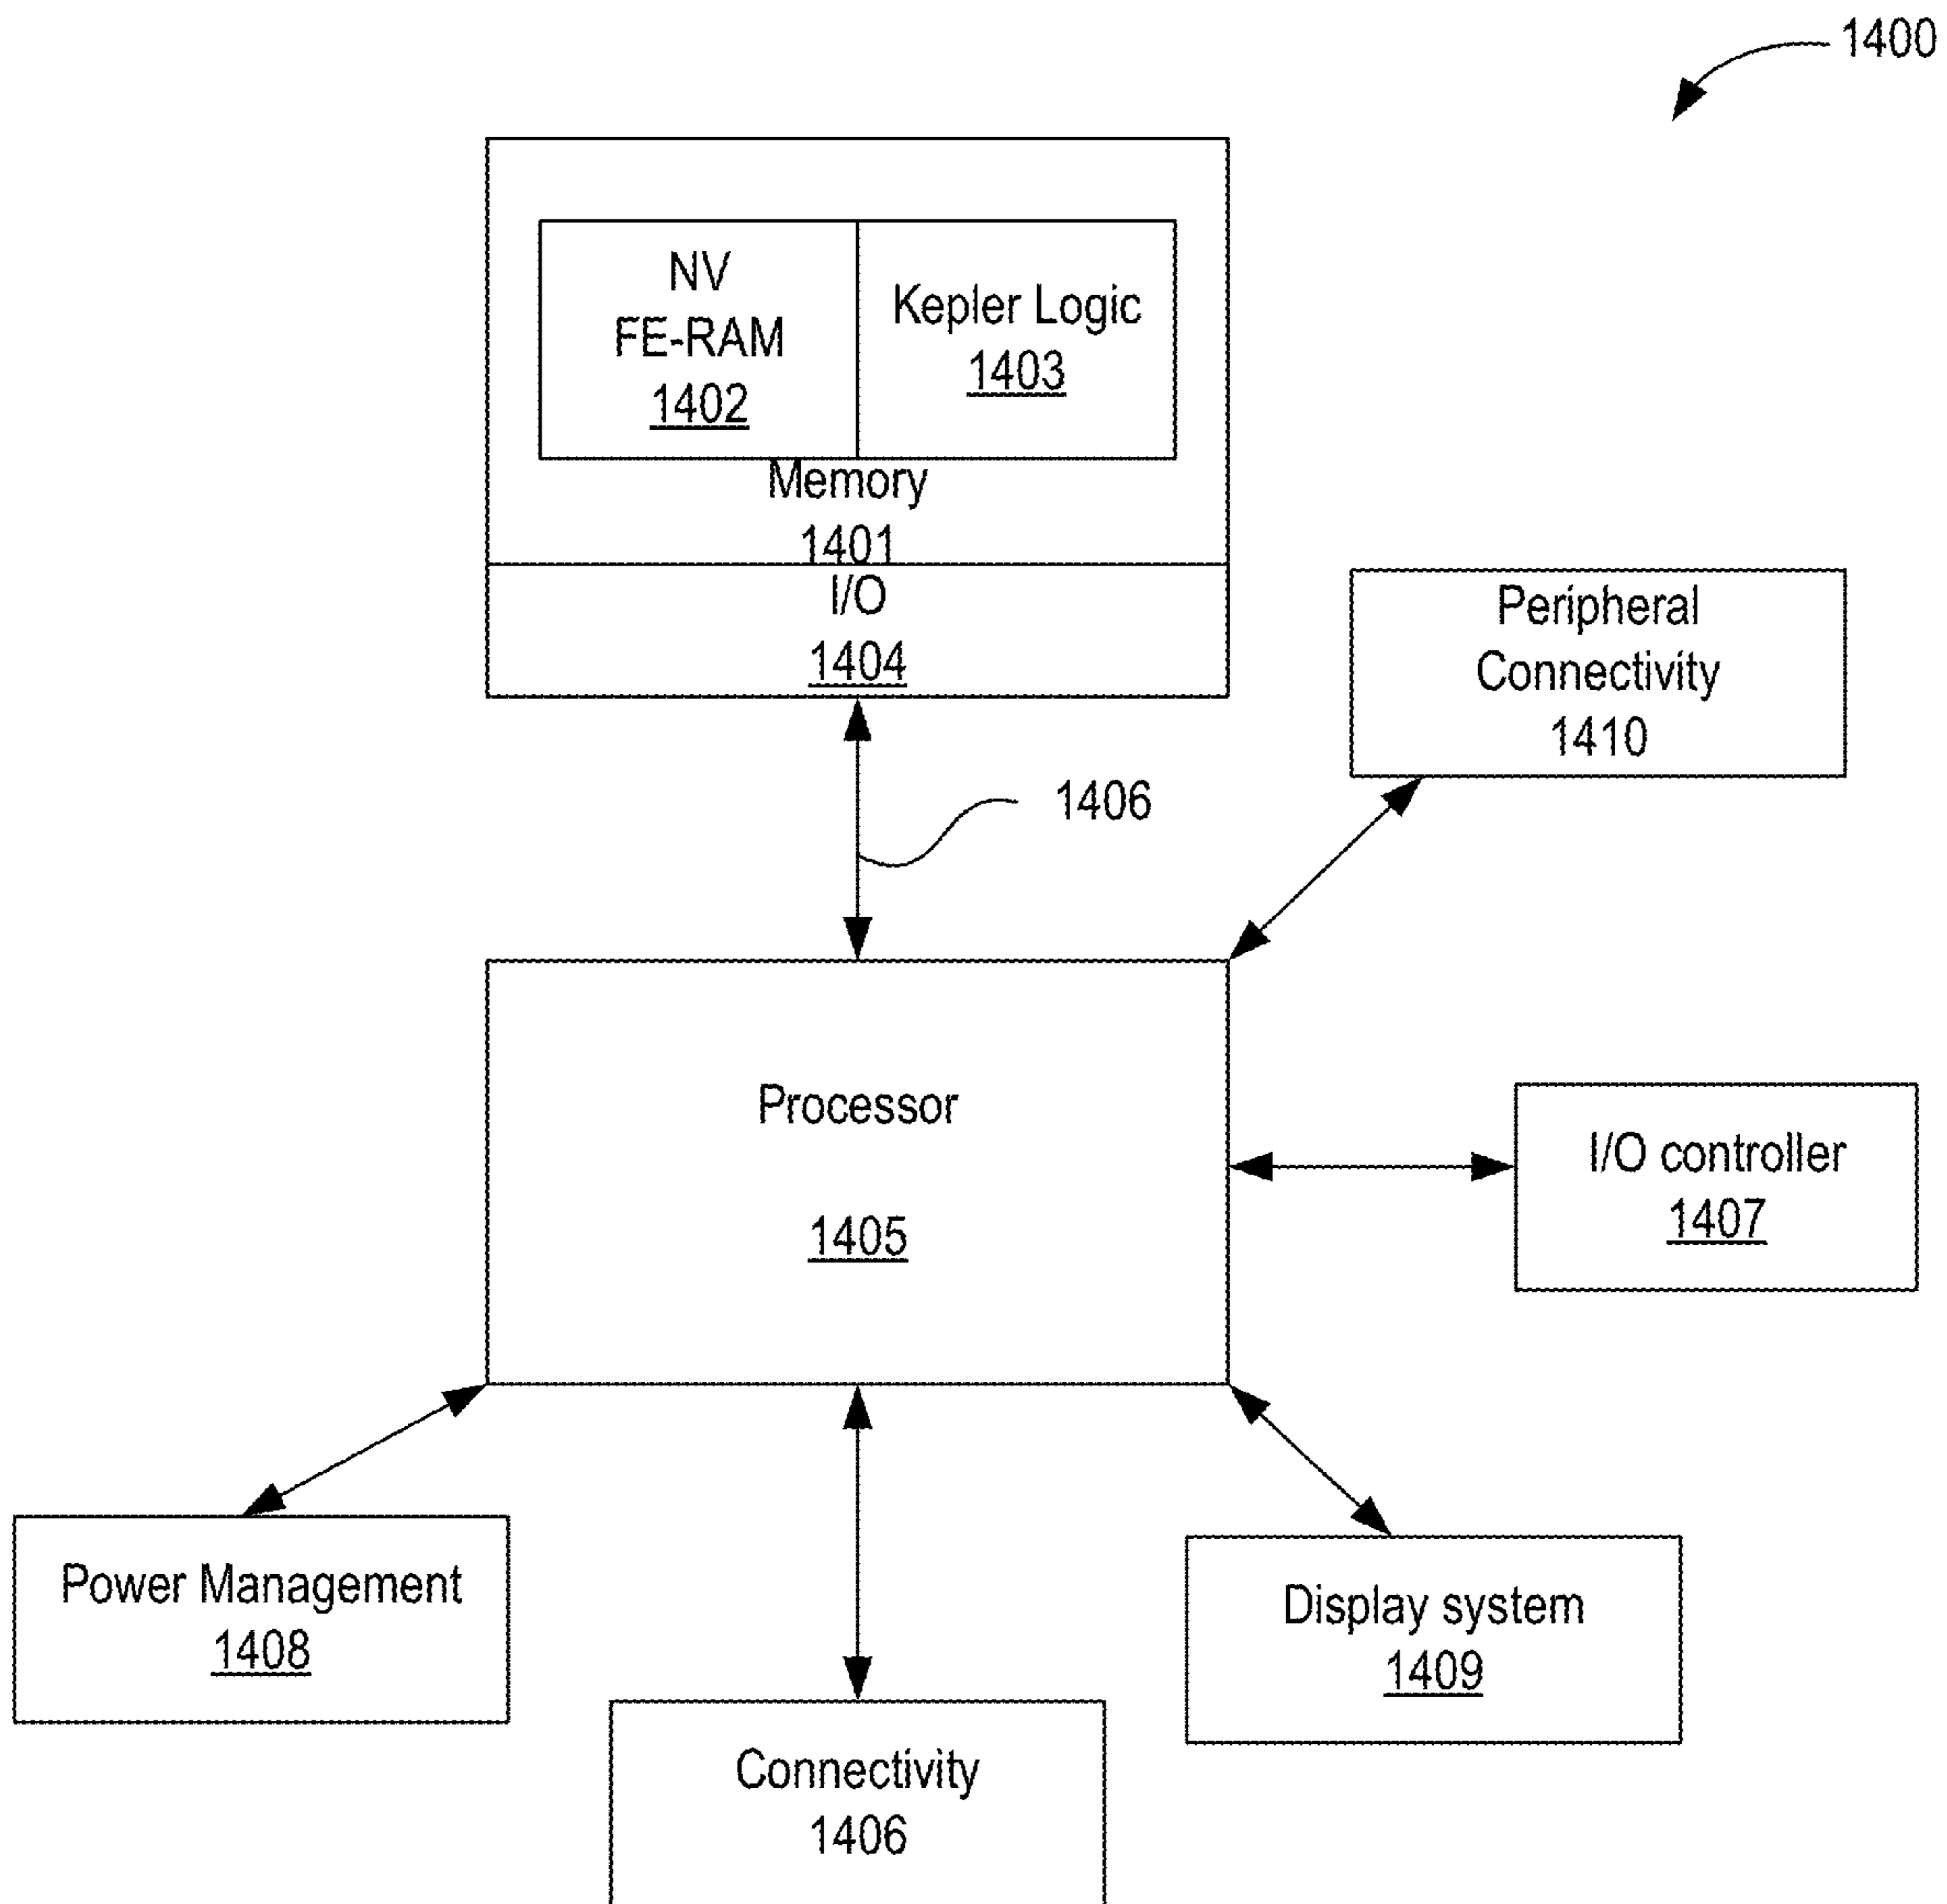 1400
NV
FE-RAM
1402
Kepler Logic
1403
Memory
1401
I/O
1404
Peripheral
Connectivity
1410
1406
Processor
1405
I/O controller
1407
Power Management
1408
Display system
1409
Connectivity
1406